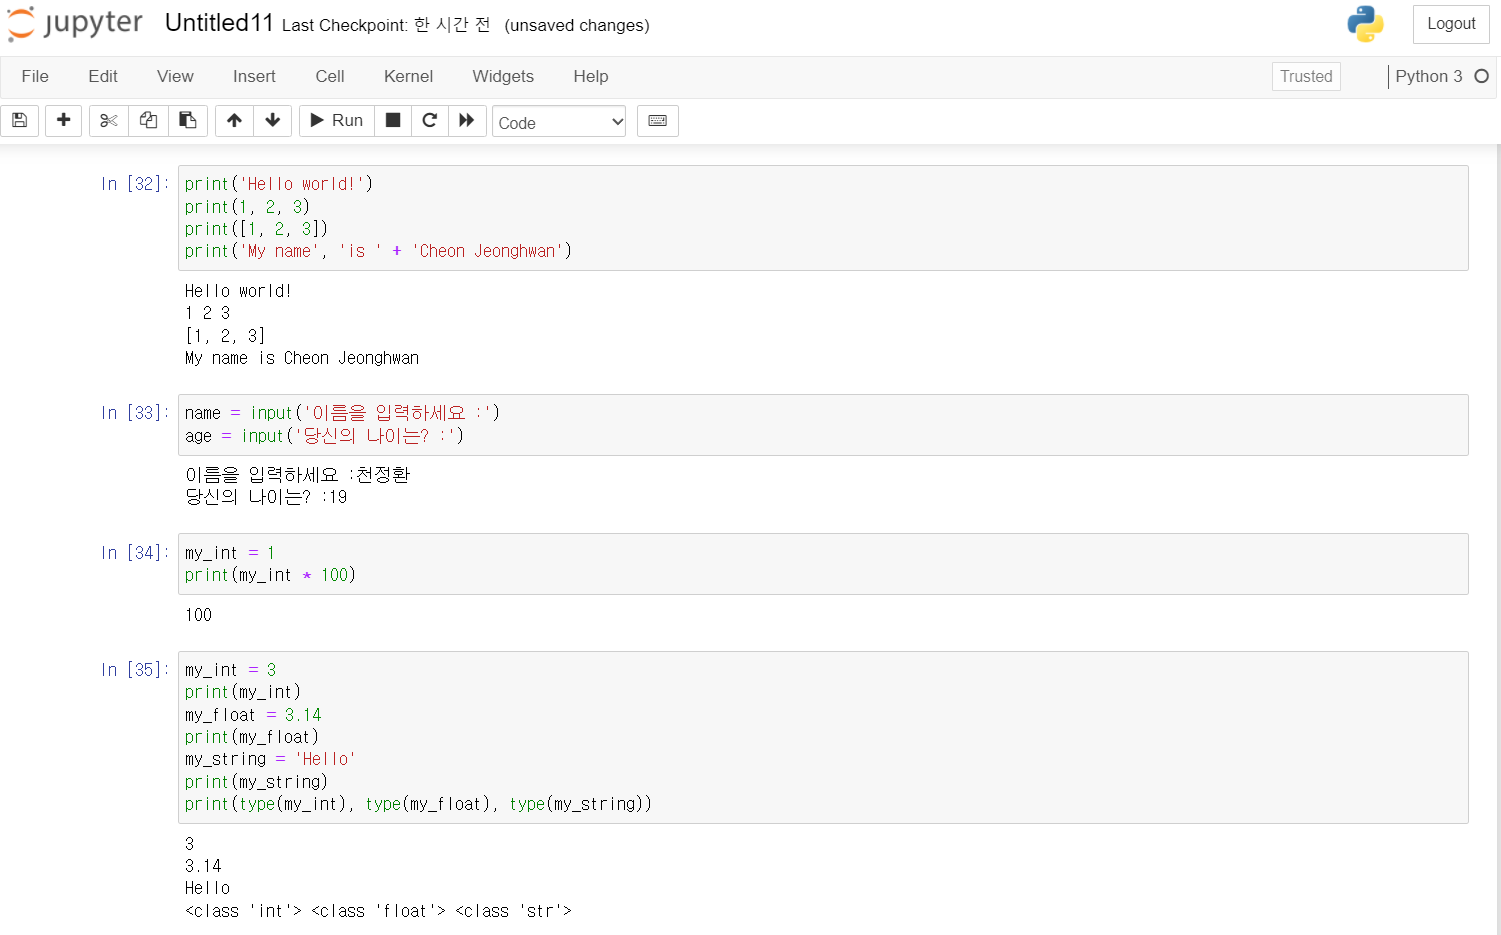 jupyter Untitled11 Last Checkpoint: 한 시간 전 (unsaved changes) Logout
File Edit View Insert Cell Kernel Widgets Help Trusted Python 3
Run Code
In [32]: print('Hello world!')
print(1, 2, 3)
print([1, 2, 3])
print('My name', 'is ' + 'Cheon Jeonghwan')
Hello world!
1 2 3
[1, 2, 3]
My name is Cheon Jeonghwan
In [33]: name = input('이름을 입력하세요 :')
age = input('당신의 나이는? :')
이름을 입력하세요 :천정환
당신의 나이는? :19
In [34]: my_int = 1
print(my_int * 100)
100
In [35]: my_int = 3
print(my_int)
my_float = 3.14
print(my_float)
my_string = 'Hello'
print(my_string)
print(type(my_int), type(my_float), type(my_string))
3
3.14
Hello
<class 'int'> <class 'float'> <class 'str'>